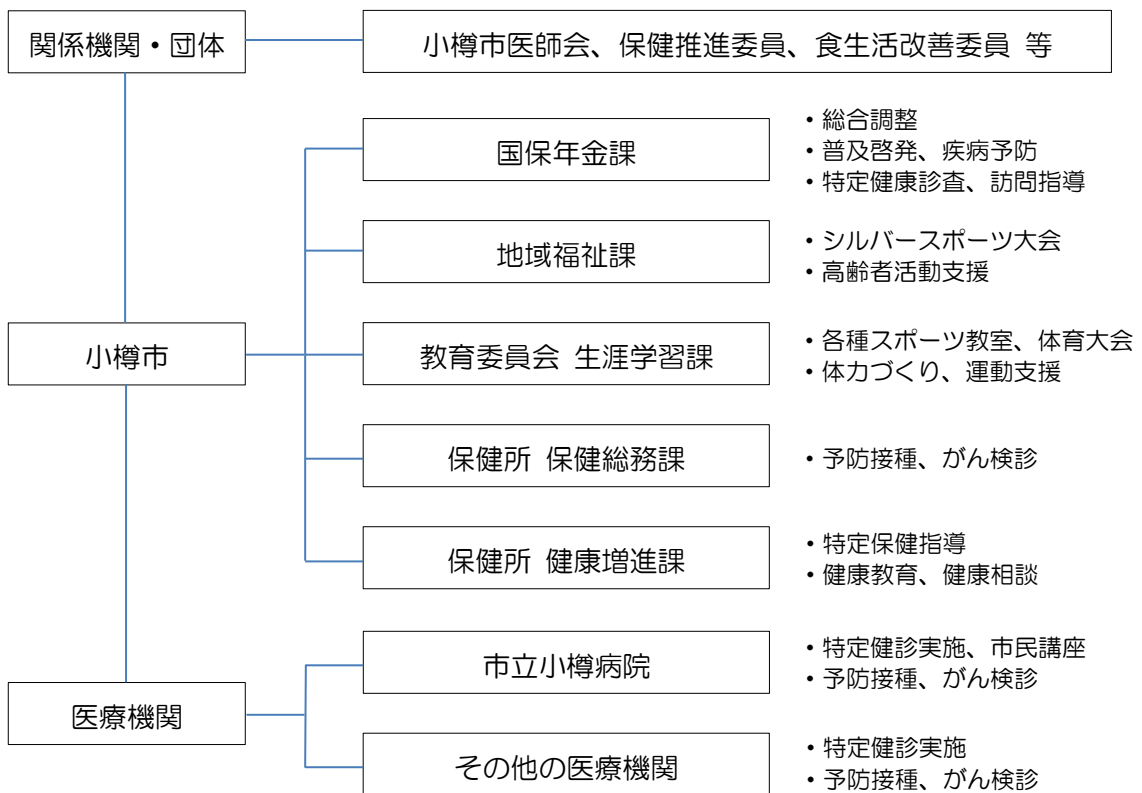 関係機関・団体
小樽市医師会、保健推進委員、食生活改善委員 等
国保年金課
・総合調整
・普及啓発、疾病予防
・特定健康診査、訪問指導
地域福祉課
・シルバースポーツ大会
・高齢者活動支援
小樽市
教育委員会 生涯学習課
・各種スポーツ教室、体育大会
・体力づくり、運動支援
保健所 保健総務課
・予防接種、がん検診
保健所 健康増進課
・特定保健指導
・健康教育、健康相談
医療機関
市立小樽病院
・特定健診実施、市民講座
・予防接種、がん検診
その他の医療機関
・特定健診実施
・予防接種、がん検診